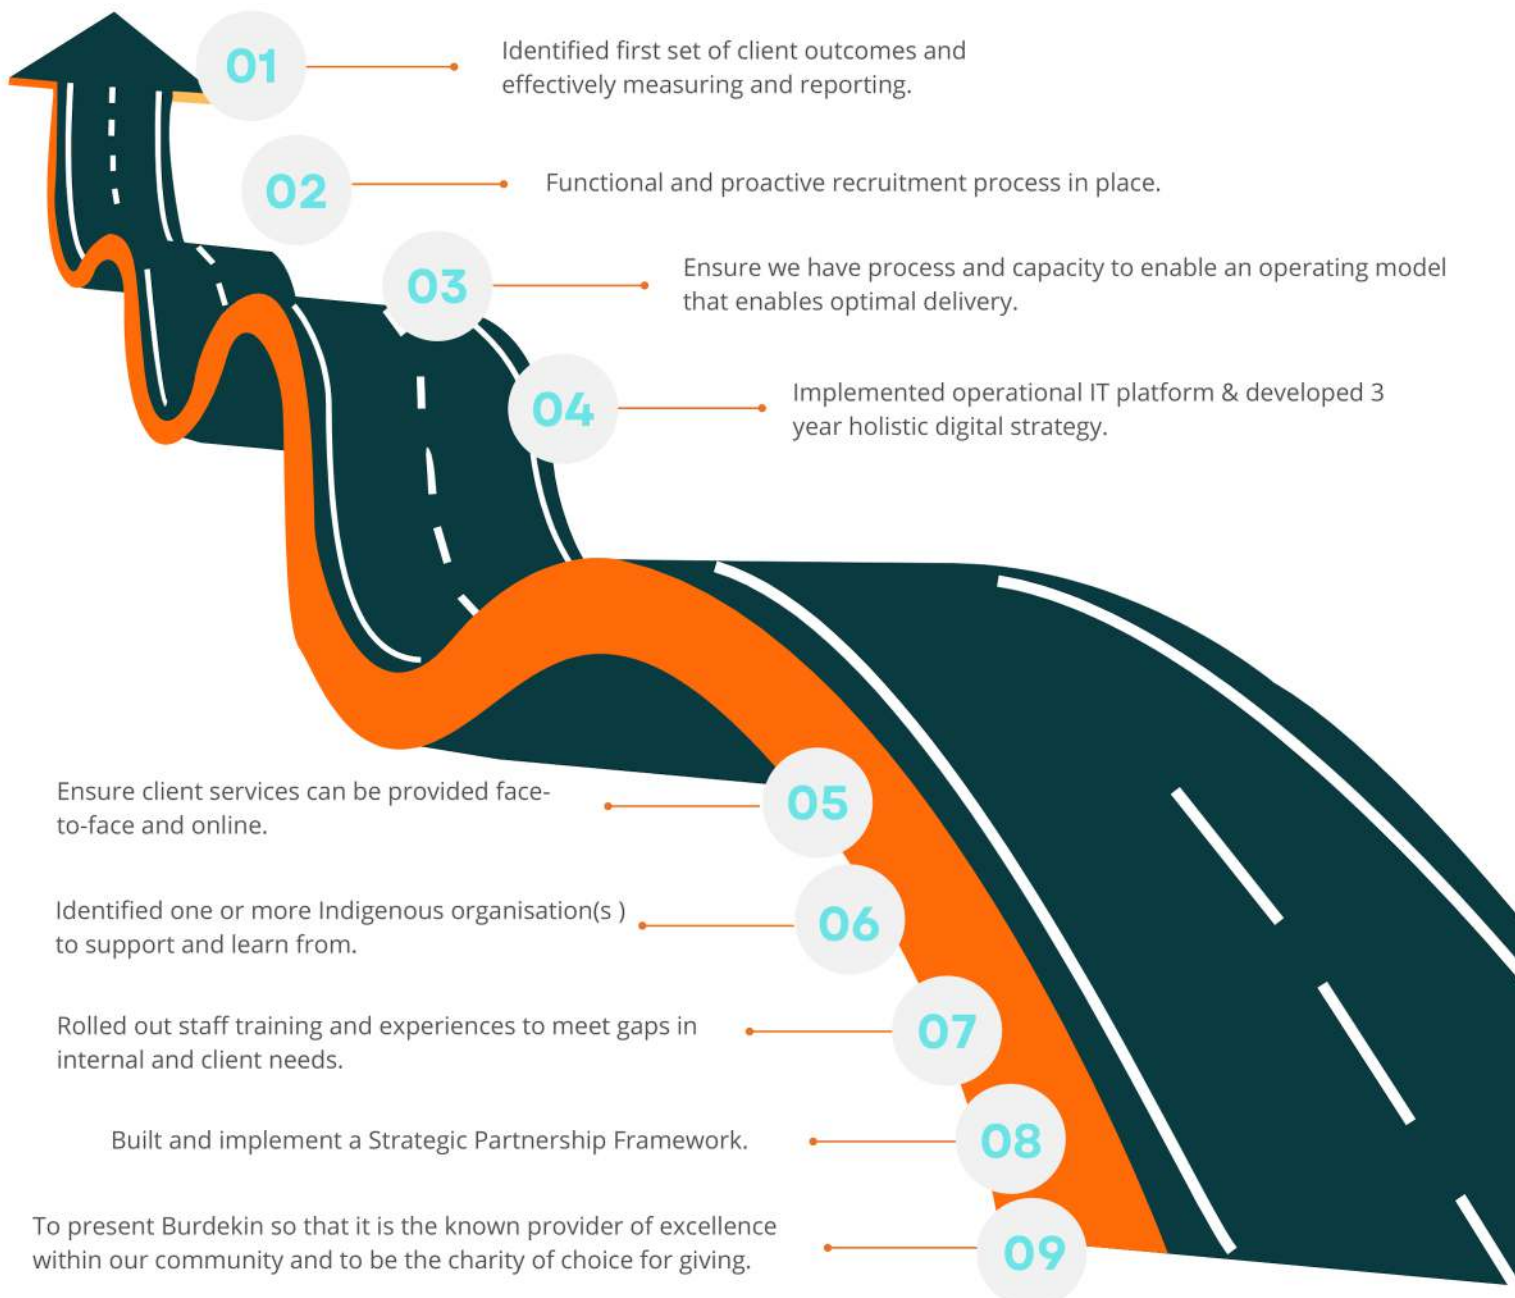 01
Identified first set of client outcomes and
effectively measuring and reporting.
02
Functional and proactive recruitment process in place.
03
Ensure we have process and capacity to enable an operating model
that enables optimal delivery.
04
Implemented operational IT platform & developed 3
year holistic digital strategy.
Ensure client services can be provided face-
to-face and online.
05
Identified one or more Indigenous organisation(s )
to support and learn from.
06
Rolled out staff training and experiences to meet gaps in
internal and client needs.
07
Built and implement a Strategic Partnership Framework.
08
To present Burdekin so that it is the known provider of excellence
within our community and to be the charity of choice for giving.
09